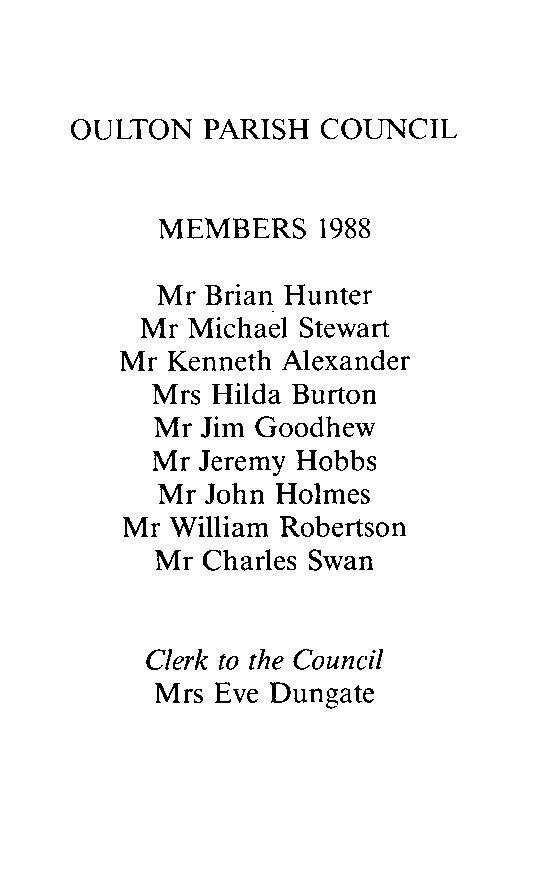 OULTON PARISH COUNCIL
MEMBERS 1988
Mr Brian Hunter
Mr Michael Stewart
Mr Kenneth Alexander
Mrs Hilda Burton
Mr Jim Goodhew
Mr Jeremy Hobbs
Mr John Holmes
Mr William Robertson
Mr Charles Swan
Clerk to the Council
Mrs Eve Dungate